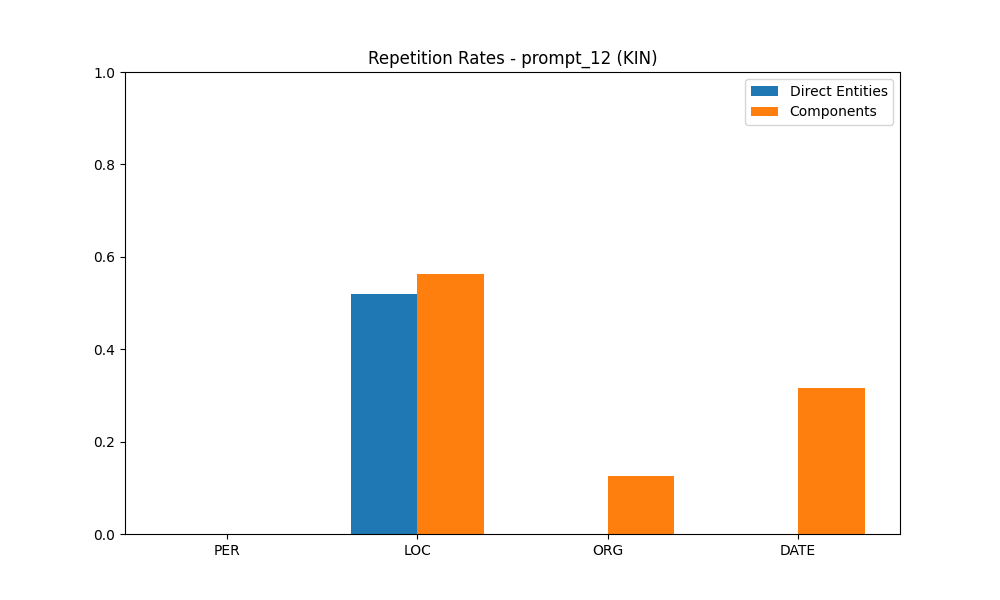 Repetition Rates - prompt_12 (KIN)
Direct Entities
Components
1.0
0.8
0.6
0.4
0.2
0.0
PER LOC ORG DATE